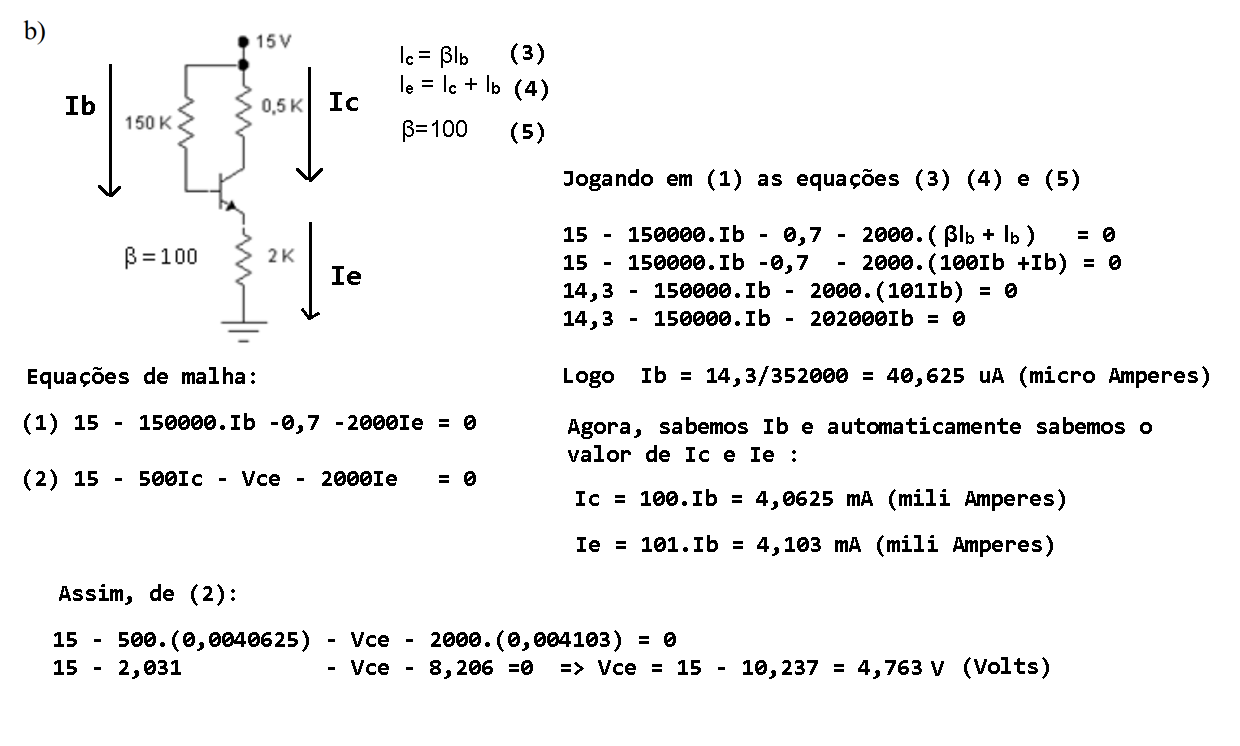 b)
15 V
Ib
150 K
0,5 K
Ic
β = 100
2 K
Ie
Ic = βIb (3)
Ie = Ic + Ib (4)
β=100 (5)
Equações de malha:
(1) 15 - 150000.Ib -0,7 -2000Ie = 0
(2) 15 - 500Ic - Vce - 2000Ie = 0
Jogando em (1) as equações (3) (4) e (5)
15 - 150000.Ib - 0,7 - 2000.( βIb + Ib ) = 0
15 - 150000.Ib -0,7 - 2000.(100Ib +Ib) = 0
14,3 - 150000.Ib - 2000.(101Ib) = 0
14,3 - 150000.Ib - 202000Ib = 0
Logo Ib = 14,3/352000 = 40,625 uA (micro Amperes)
Agora, sabemos Ib e automaticamente sabemos o
valor de Ic e Ie :
Ic = 100.Ib = 4,0625 mA (mili Amperes)
Ie = 101.Ib = 4,103 mA (mili Amperes)
Assim, de (2):
15 - 500.(0,0040625) - Vce - 2000.(0,004103) = 0
15 - 2,031 - Vce - 8,206 =0 => Vce = 15 - 10,237 = 4,763 V (Volts)